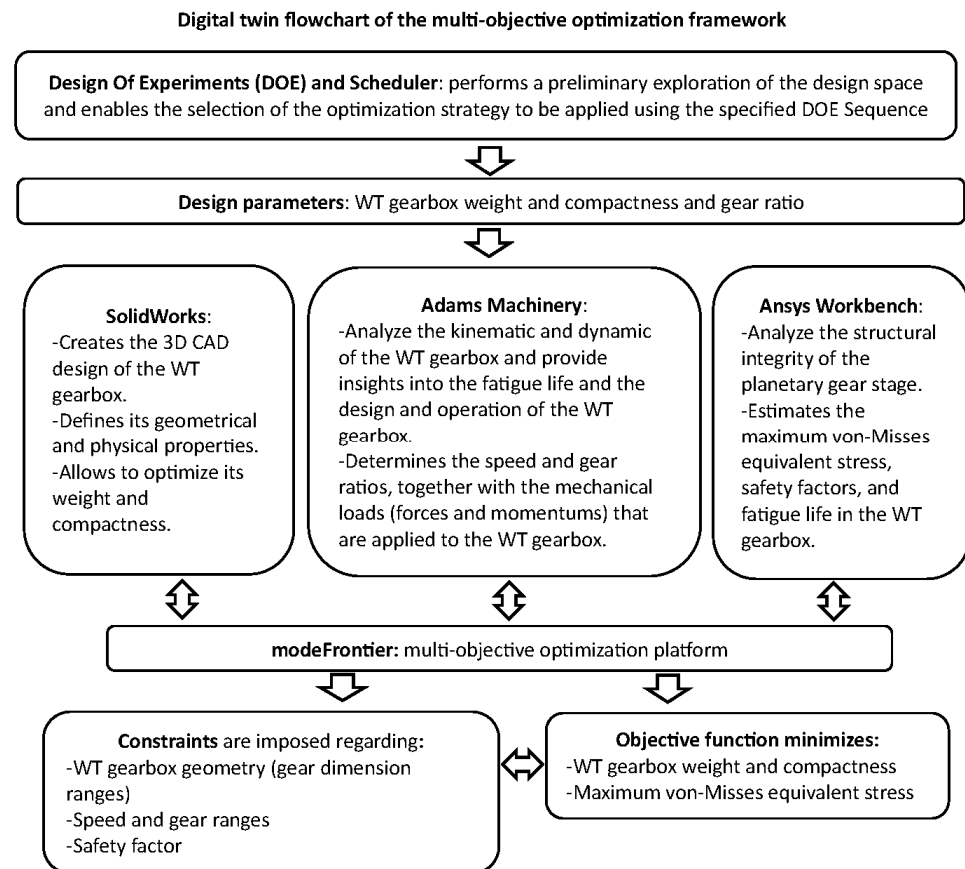 Digital twin flowchart of the multi-objective optimization framework
Design Of Experiments (DOE) and Scheduler: performs a preliminary exploration of the design space
and enables the selection of the optimization strategy to be applied using the specified DOE Sequence
Design parameters: WT gearbox weight and compactness and gear ratio
SolidWorks:
-Creates the 3D CAD
design of the WT
gearbox.
-Defines its geometrical
and physical properties.
-Allows to optimize its
weight and
compactness.
Adams Machinery:
-Analyze the kinematic and dynamic
of the WT gearbox and provide
insights into the fatigue life and the
design and operation of the WT
gearbox.
-Determines the speed and gear
ratios, together with the mechanical
loads (forces and momentums) that
are applied to the WT gearbox.
Ansys Workbench:
-Analyze the structural
integrity of the
planetary gear stage.
-Estimates the
maximum von-Misses
equivalent stress,
safety factors, and
fatigue life in the WT
gearbox.
modeFrontier: multi-objective optimization platform
Constraints are imposed regarding:
-WT gearbox geometry (gear dimension
ranges)
-Speed and gear ranges
-Safety factor
Objective function minimizes:
-WT gearbox weight and compactness
-Maximum von-Misses equivalent stress